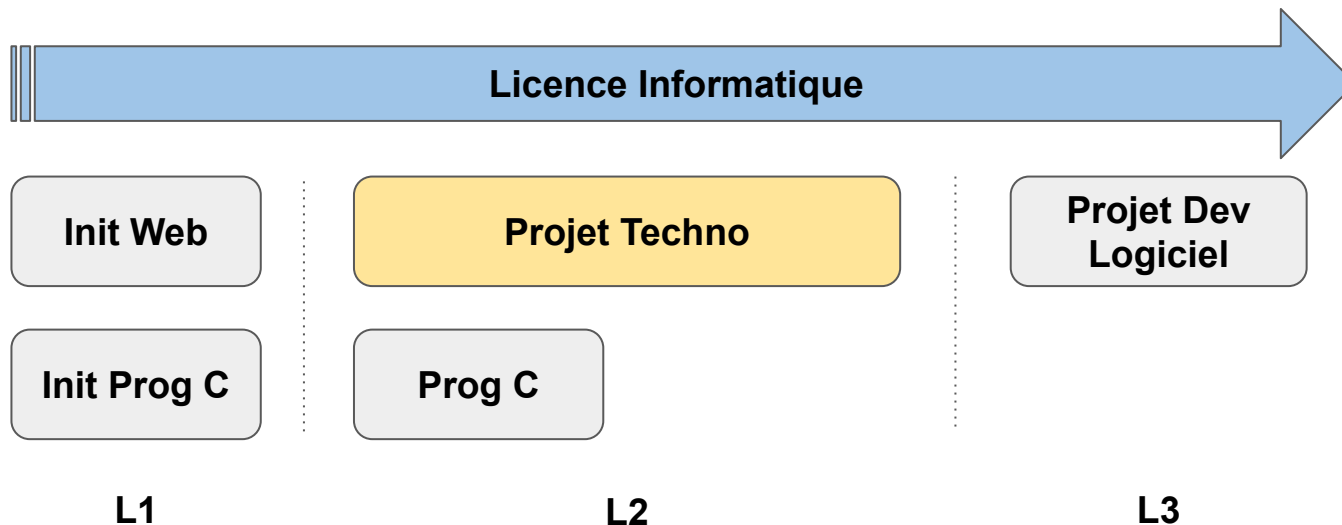 Licence Informatique
Init Web
Projet Techno
Projet Dev
Logiciel
Init Prog C
Prog C
L1
L2
L3